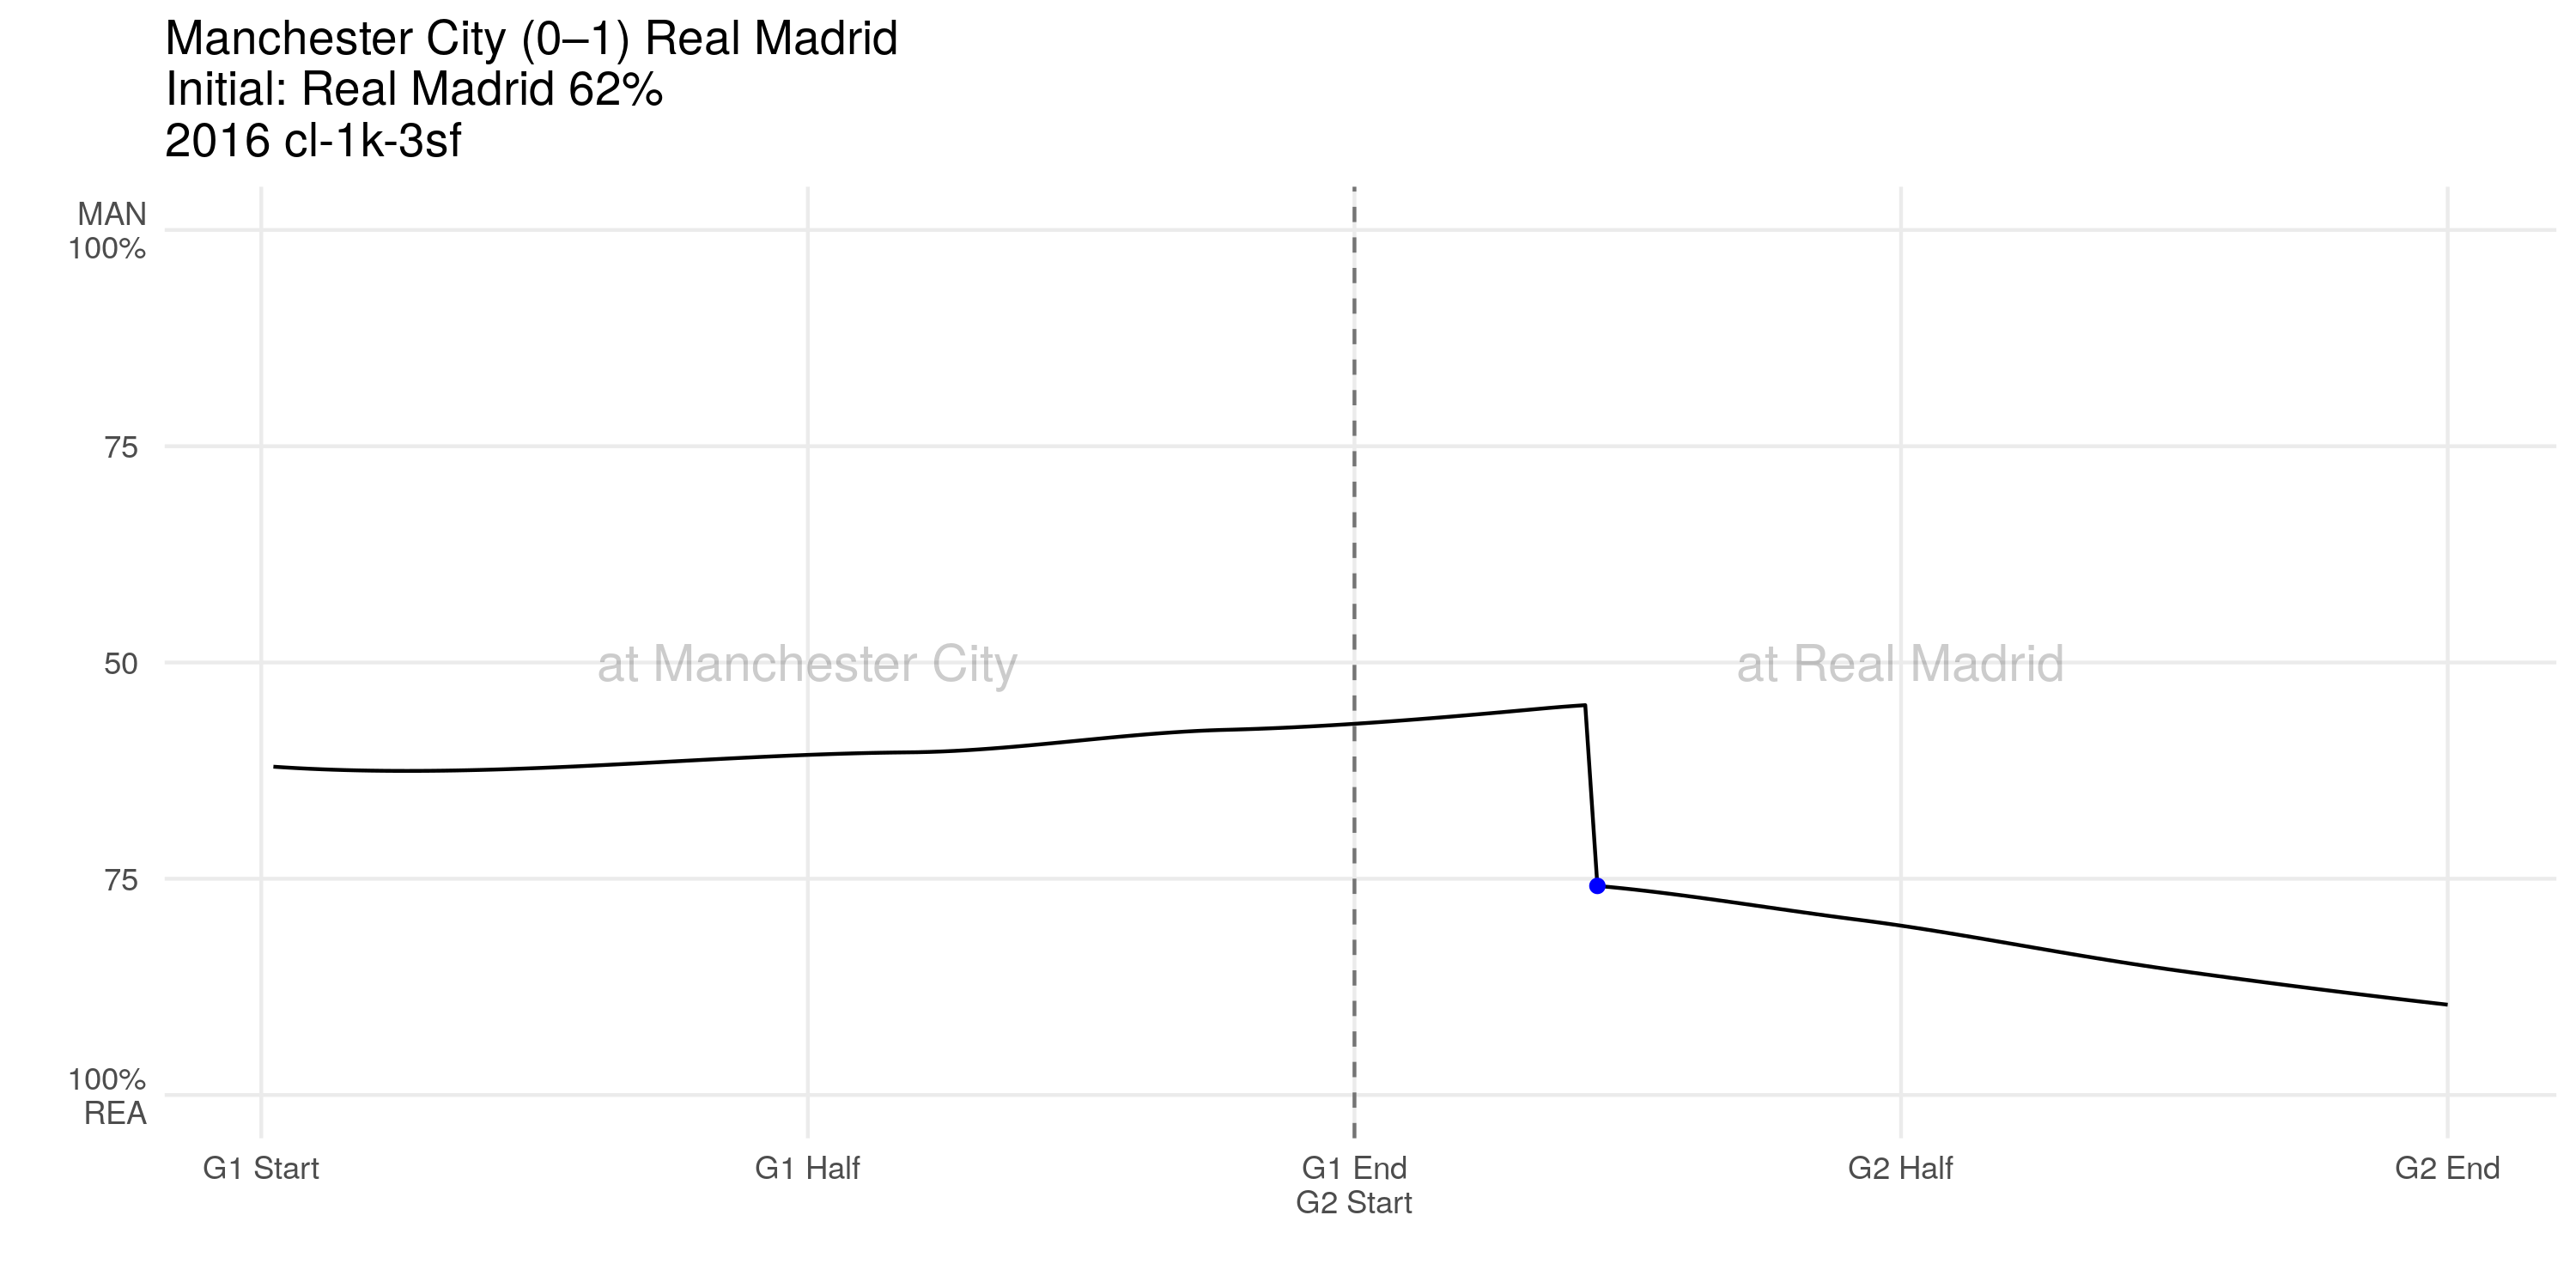 Manchester City (0–1) Real Madrid
Initial: Real Madrid 62%
2016 cl-1k-3sf
MAN
100%
75
50
75
100%
REA
at Manchester City
at Real Madrid
G1 Start
G1 Half
G1 End
G2 Start
G2 Half
G2 End